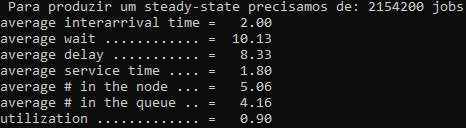 Para produzir um steady-state precisamos de: 2154200 jobs
average interarrival time =   2.00
average wait ............ =  10.13
average delay ........... =   8.33
average service time .... =   1.80
average # in the node ... =   5.06
average # in the queue .. =   4.16
utilization ............. =   0.90